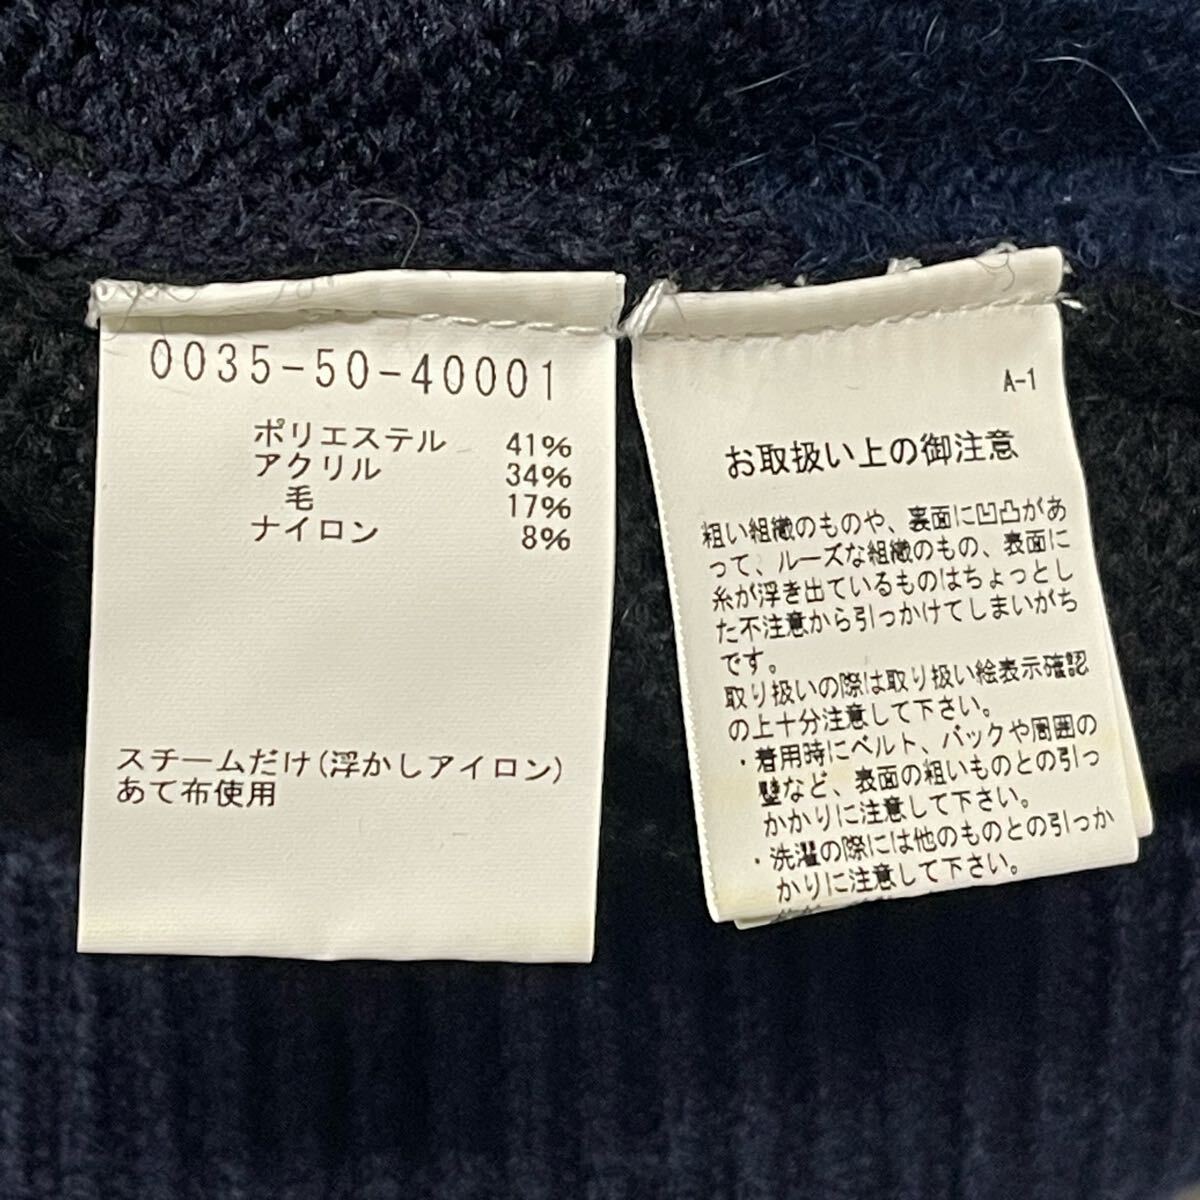 0035-50-40001
ポリエステル 41%
アクリル 34%
毛 17%
ナイロン 8%
スチームだけ(浮かしアイロン)
あて布使用
A-1
お取扱い上の御注意
粗い組織のものや、裏面に凹凸があ
って、ルーズな組織のもの、表面に
糸が浮き出ているものはちょっとし
た不注意から引っかけてしまいがち
です。
取り扱いの際は取り扱い絵表示確認
の上十分注意して下さい。
・着用時にベルト、バックや周囲の
壁など、表面の粗いものとの引っ
かかりに注意して下さい。
・洗濯の際には他のものとの引っか
かりに注意して下さい。